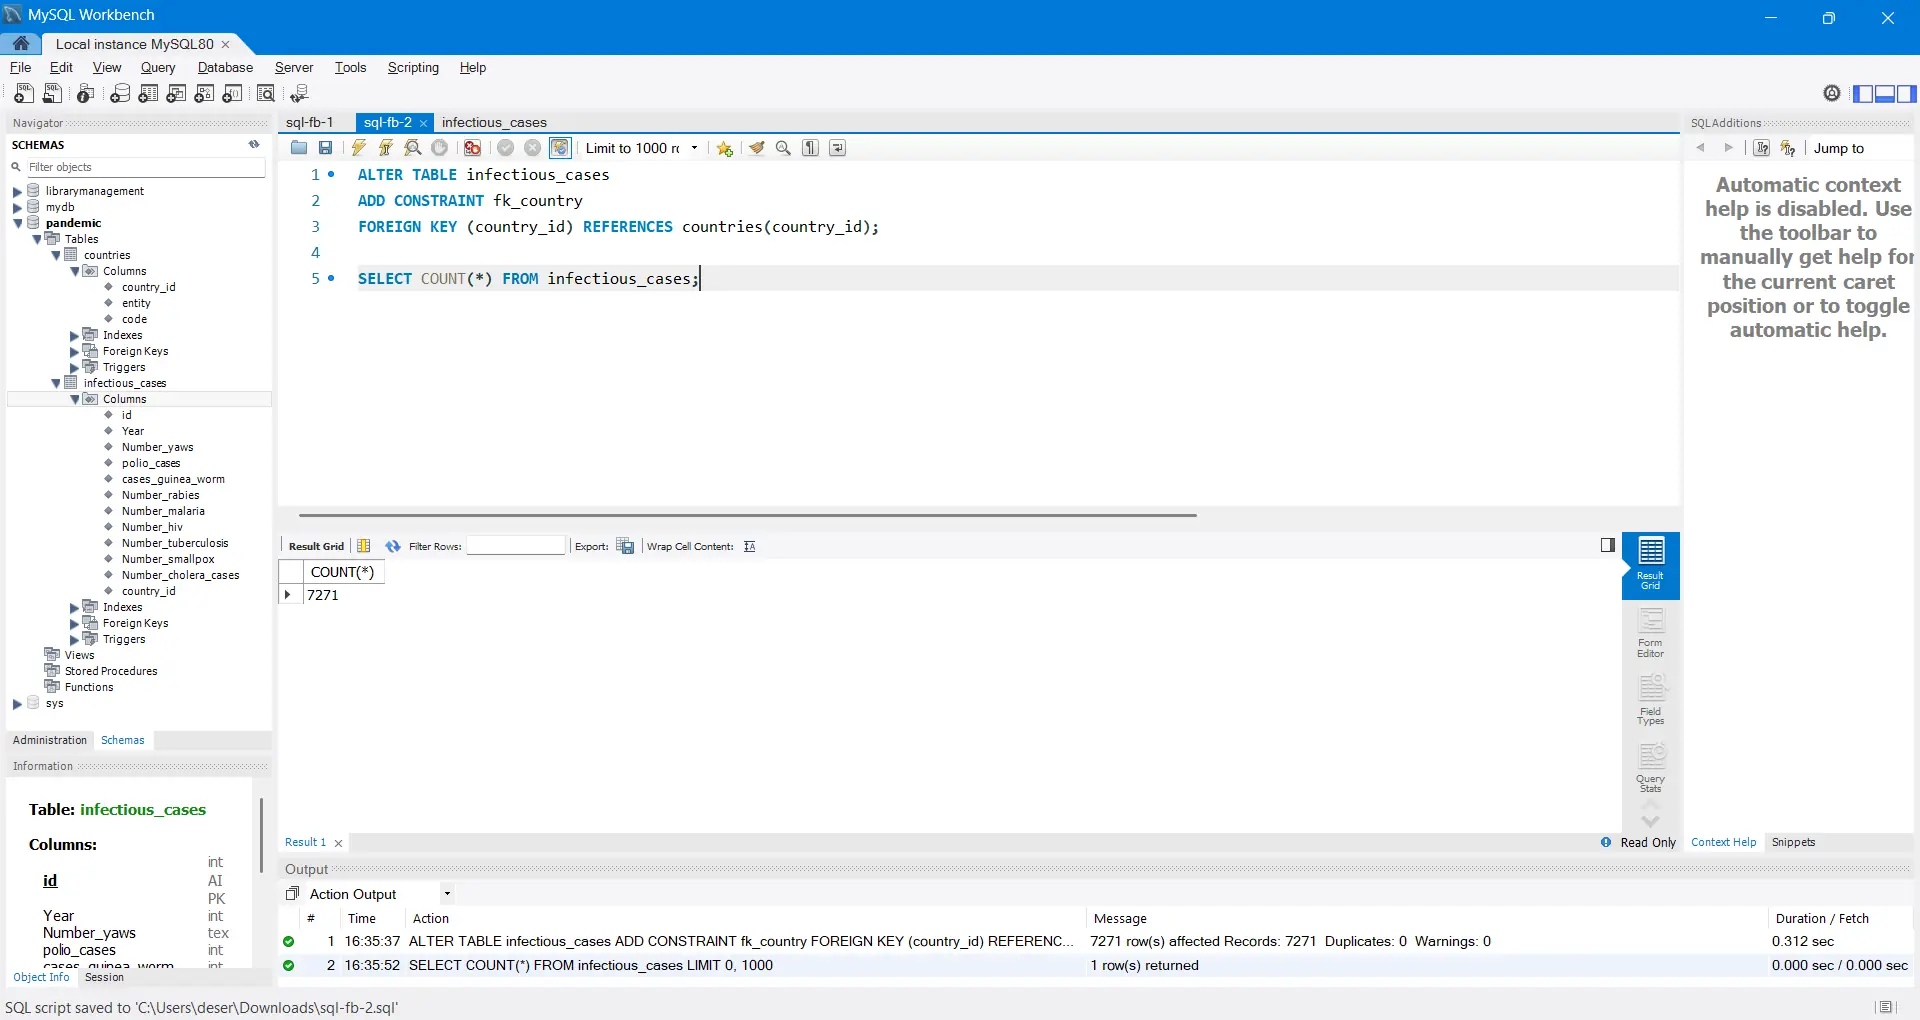 MySQL Workbench
Local instance MySQL80
File Edit View Query Database Server Tools Scripting Help
Navigator
SCHEMAS
Filter objects
librarymanagement
mydb
pandemic
Tables
countries
Columns
country_id
entity
code
Indexes
Foreign Keys
Triggers
infectious_cases
Columns
id
Year
Number_yaws
polio_cases
cases_guinea_worm
Number_rabies
Number_malaria
Number_hiv
Number_tuberculosis
Number_smallpox
Number_cholera_cases
country_id
Indexes
Foreign Keys
Triggers
Views
Stored Procedures
Functions
sys
Administration Schemas
Information
Table: infectious_cases
Columns:
id int AI PK
Year int
Number_yaws tex
polio_cases int
cases_guinea_worm int
Object Info Session
sql-fb-1 sql-fb-2 infectious_cases
Limit to 1000 rc
1 ALTER TABLE infectious_cases
2 ADD CONSTRAINT fk_country
3 FOREIGN KEY (country_id) REFERENCES countries(country_id);
4
5 SELECT COUNT(*) FROM infectious_cases;
Result Grid Filter Rows: Export: Wrap Cell Content:
COUNT(*)
7271
Result Grid
Form Editor
Field Types
Query Stats
Result 1 Read Only
SQLAdditions
Jump to
Automatic context
help is disabled. Use
the toolbar to
manually get help for
the current caret
position or to toggle
automatic help.
Context Help Snippets
Output
Action Output
# Time Action Message Duration / Fetch
1 16:35:37 ALTER TABLE infectious_cases ADD CONSTRAINT fk_country FOREIGN KEY (country_id) REFERENC... 7271 row(s) affected Records: 7271 Duplicates: 0 Warnings: 0 0.312 sec
2 16:35:52 SELECT COUNT(*) FROM infectious_cases LIMIT 0, 1000 1 row(s) returned 0.000 sec / 0.000 sec
SQL script saved to 'C:\Users\deser\Downloads\sql-fb-2.sql'